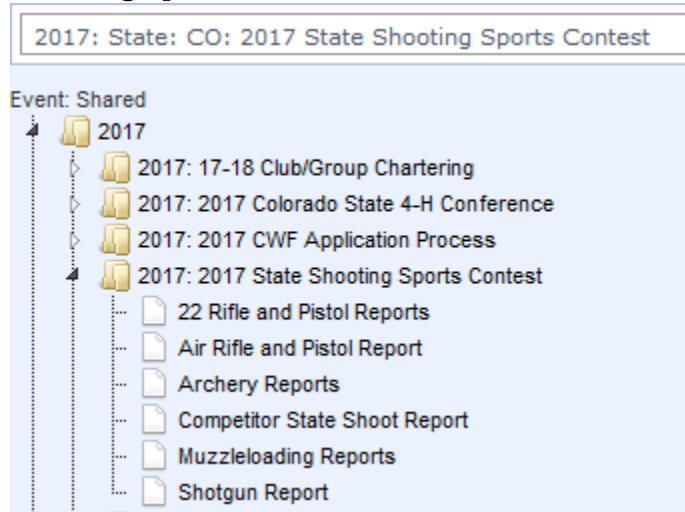 2017: State: CO: 2017 State Shooting Sports Contest
Event: Shared
2017
2017: 17-18 Club/Group Chartering
2017: 2017 Colorado State 4-H Conference
2017: 2017 CWF Application Process
2017: 2017 State Shooting Sports Contest
22 Rifle and Pistol Reports
Air Rifle and Pistol Report
Archery Reports
Competitor State Shoot Report
Muzzleloading Reports
Shotgun Report